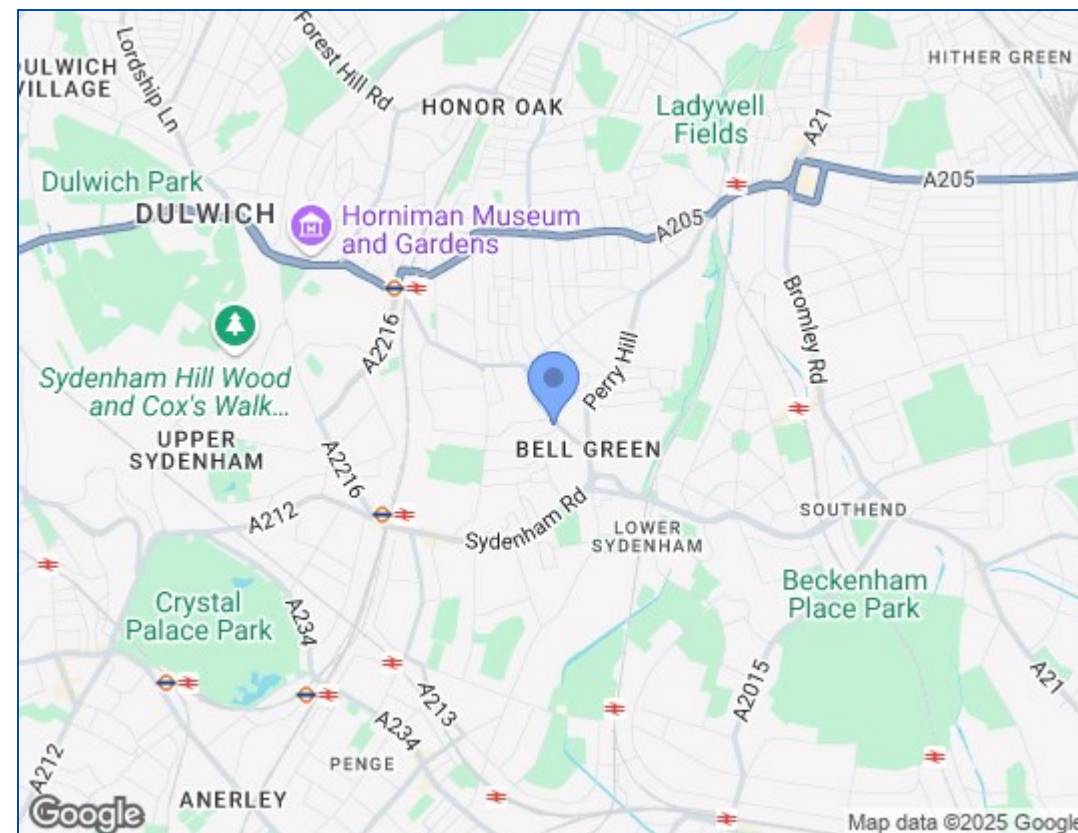 ULWICH
VILLAGE
Lordship Ln
Forest Hill Rd
HONOR OAK
Ladywell
Fields
A21
HITHER GREEN
Dulwich Park
DULWICH
Horniman Museum
and Gardens
A205
A205
A2216
Bromley Rd
Perry Hill
Sydenham Hill Wood
and Cox's Walk...
UPPER
SYDENHAM
BELL GREEN
A2216
A212
Sydenham Rd
LOWER
SYDENHAM
SOUTHEND
Crystal
Palace Park
A234
Beckenham
Place Park
A213
A2015
A21
A234
A212
PENGE
ANERLEY
Google
Map data ©2025 Google